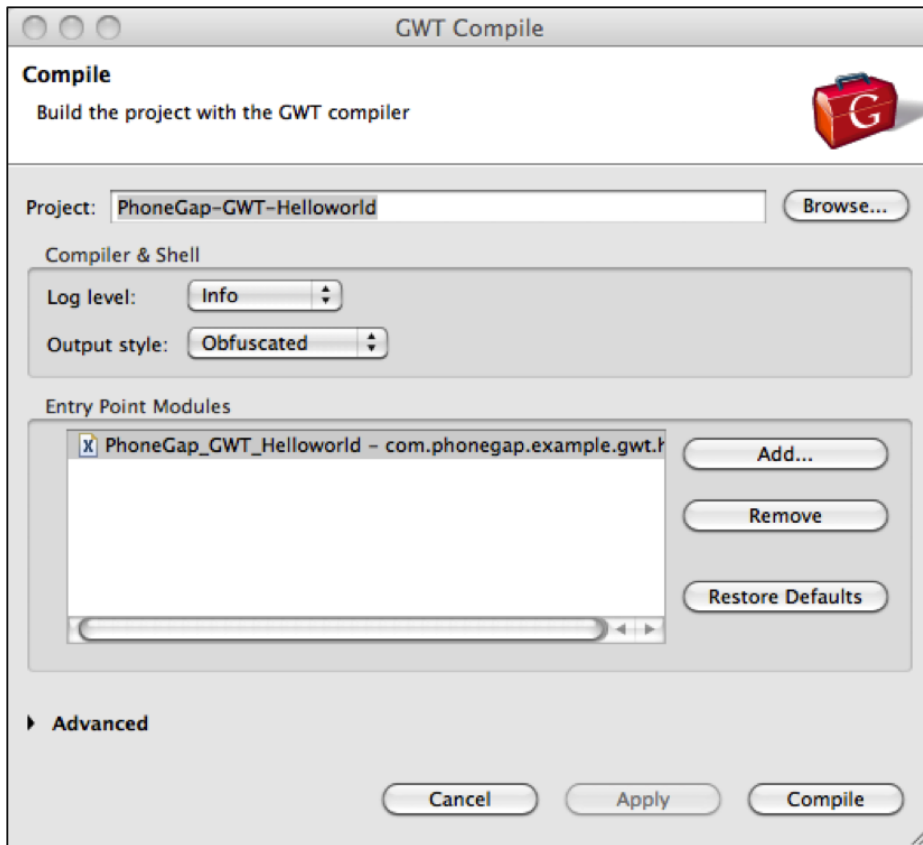 GWT Compile
Compile
Build the project with the GWT compiler
G
Project: PhoneGap-GWT-Helloworld Browse...
Compiler & Shell
Log level: Info
Output style: Obfuscated
Entry Point Modules
X PhoneGap_GWT_Helloworld – com.phonegap.example.gwt.h
Add...
Remove
Restore Defaults
Advanced
Cancel Apply Compile